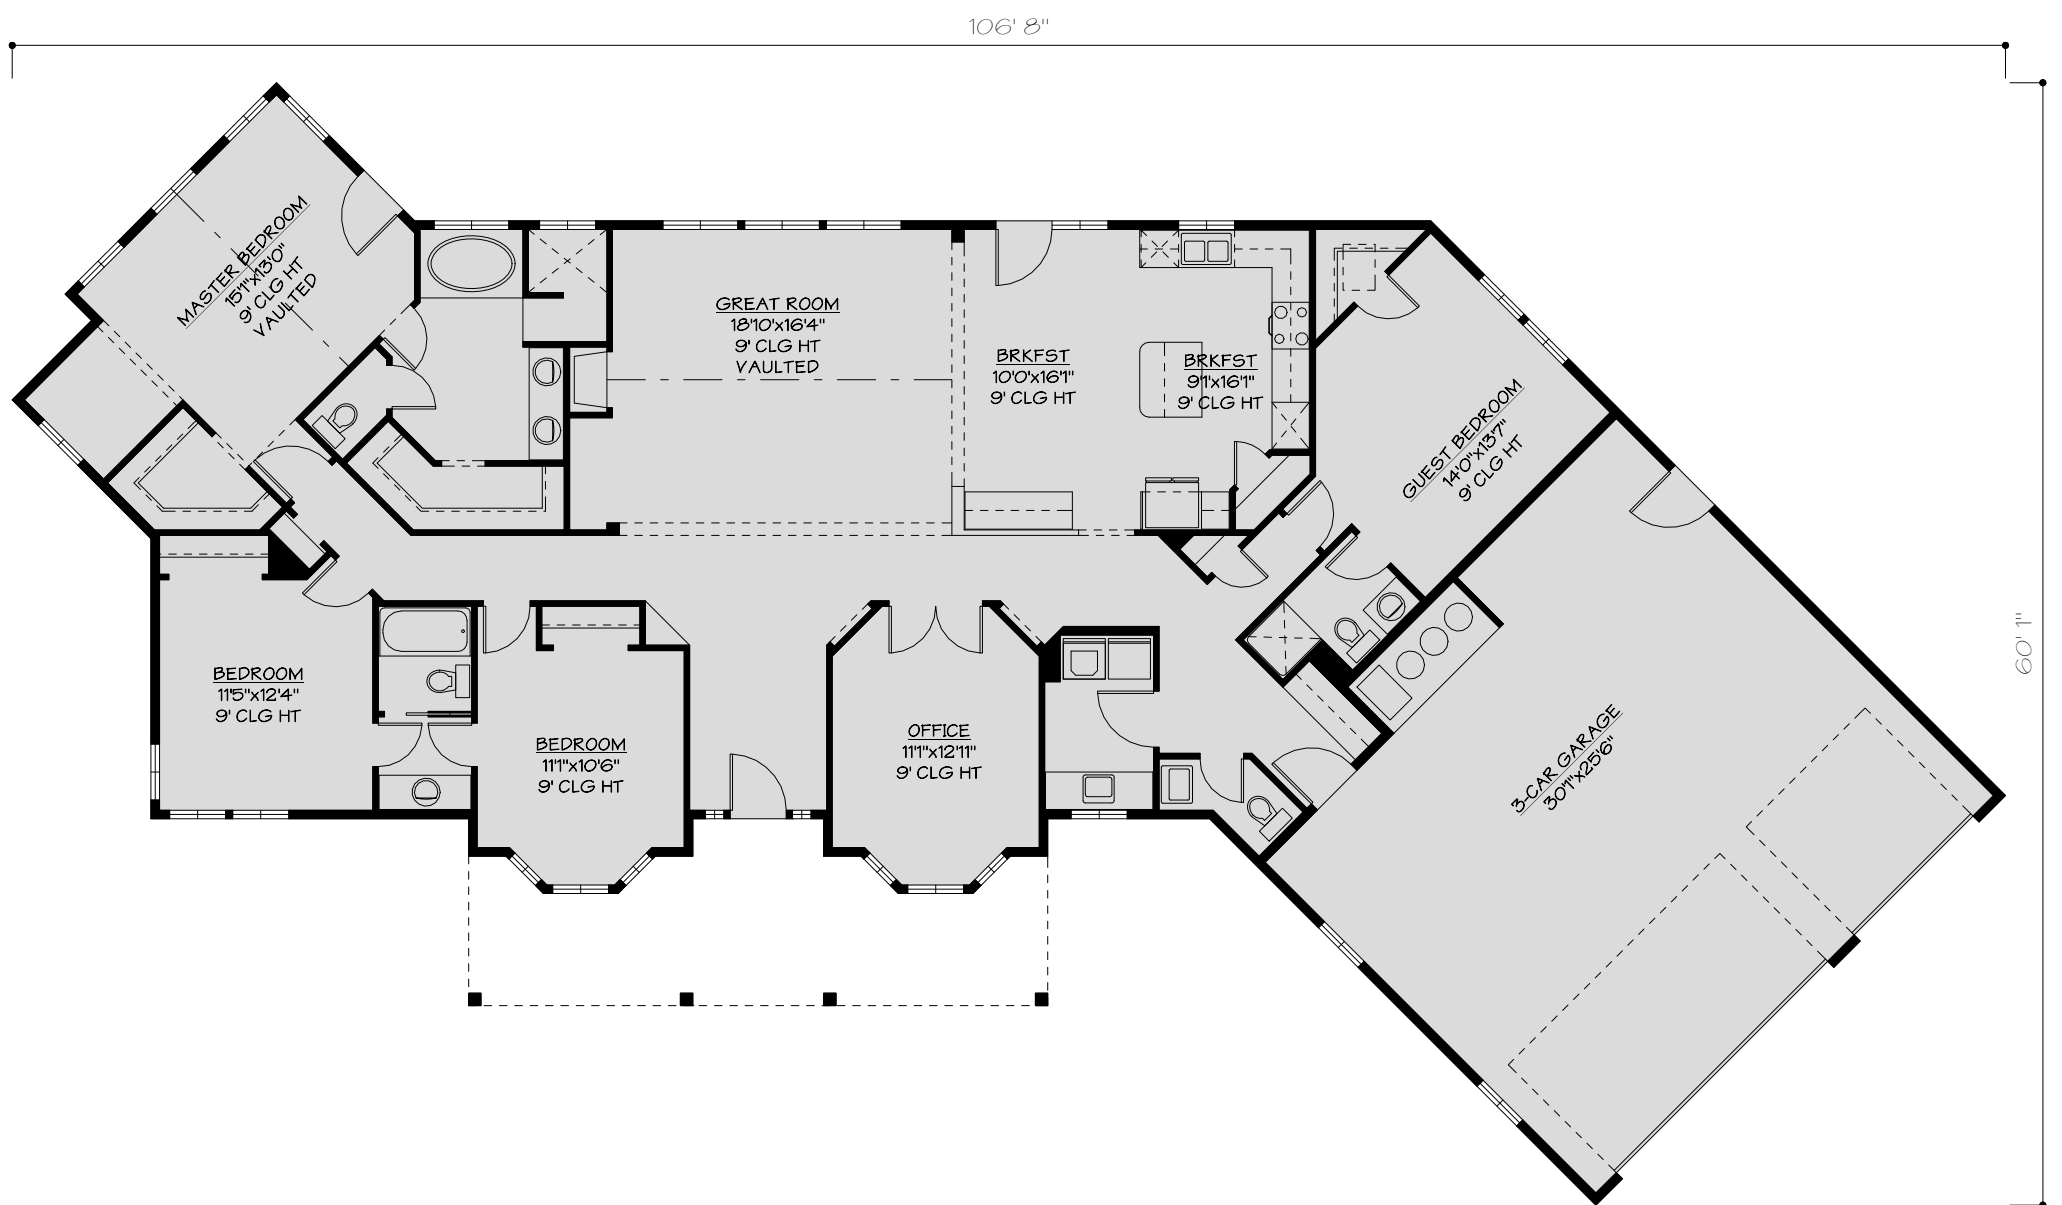 106' 8"
MASTER BEDROOM
15'1"x13'0"
9' CLG HT
VAULTED
GREAT ROOM
18'10'x16'4"
9' CLG HT
VAULTED
BRKFST
10'0'x16'1"
9' CLG HT
BRKFST
9'1'x16'1"
9' CLG HT
GUEST BEDROOM
14'0"x13'7"
9' CLG HT
60' 1"
BEDROOM
11'5"x12'4"
9' CLG HT
BEDROOM
11'1"x10'6"
9' CLG HT
OFFICE
11'1"x12'11"
9' CLG HT
3-CAR GARAGE
30'1"x25'6"